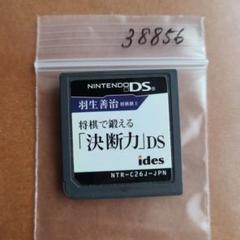 38856
NINTENDO DS
羽生善治
将棋で鍛える
「決断力」DS
ides
NTR-C26J-JPN